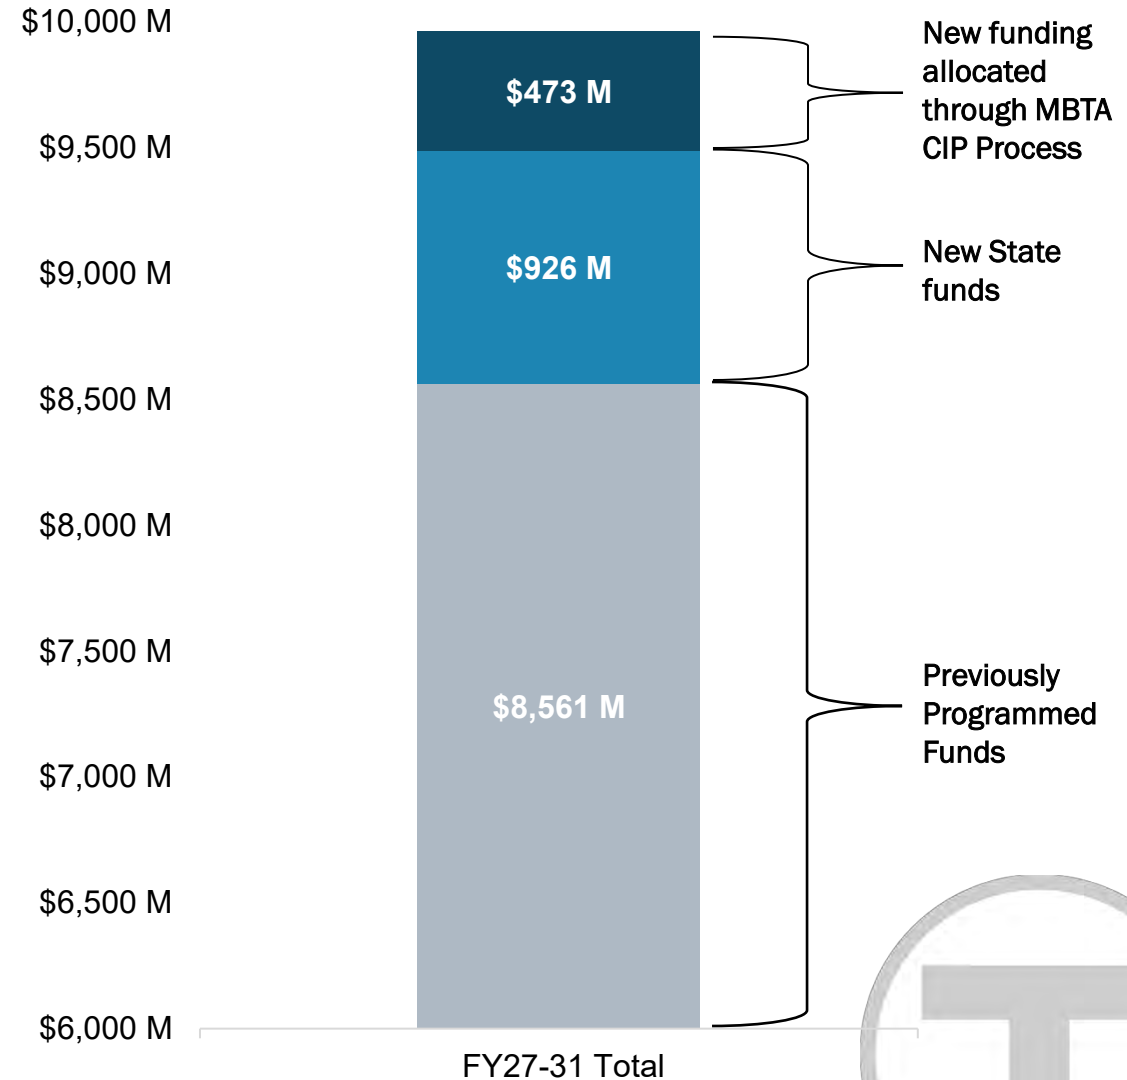 $10,000 M
$9,500 M
$9,000 M
$8,500 M
$8,000 M
$7,500 M
$7,000 M
$6,500 M
$6,000 M
$473 M
$926 M
$8,561 M
FY27-31 Total
New funding
allocated
through MBTA
CIP Process
New State
funds
Previously
Programmed
Funds
T